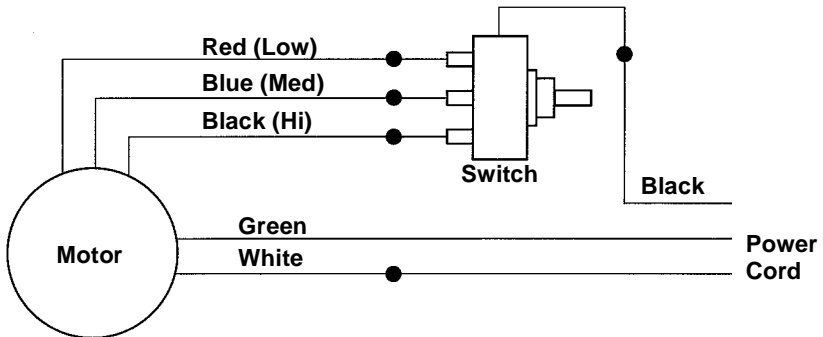 Red (Low)
Blue (Med)
Black (Hi)
Switch
Black
Green
Motor
White
Power
Cord